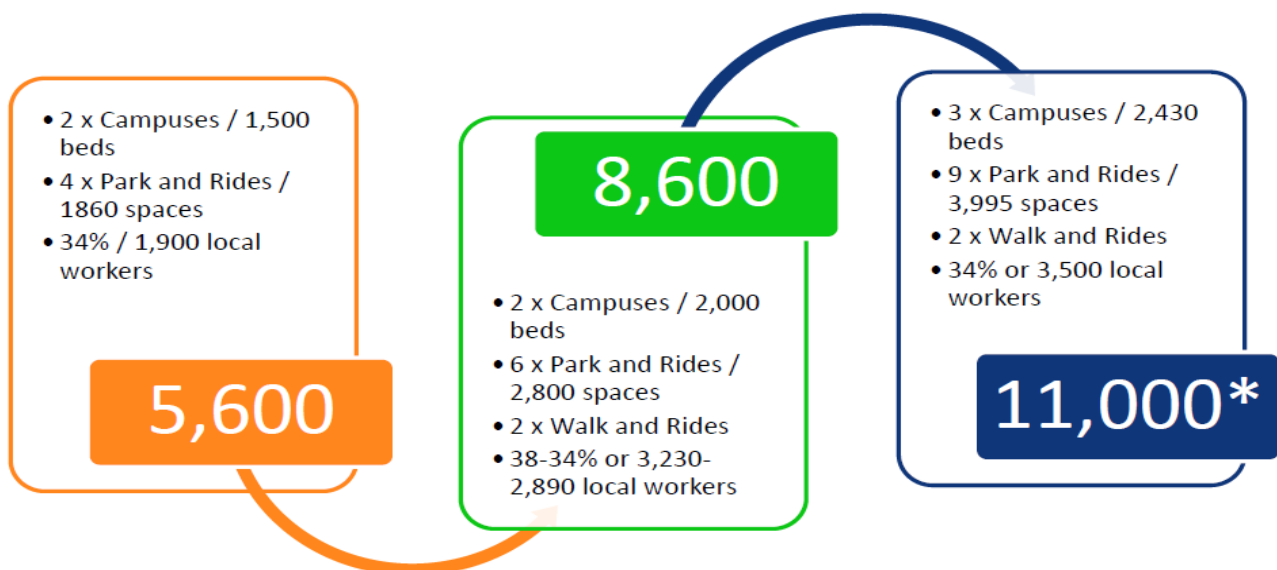 • 2 x Campuses / 1,500
beds
• 4 x Park and Rides /
1860 spaces
• 34% / 1,900 local
workers
5,600
8,600
• 2 x Campuses / 2,000
beds
• 6 x Park and Rides /
2,800 spaces
• 2 x Walk and Rides
• 38-34% or 3,230-
2,890 local workers
• 3 x Campuses / 2,430
beds
• 9 x Park and Rides /
3,995 spaces
• 2 x Walk and Rides
• 34% or 3,500 local
workers
11,000*